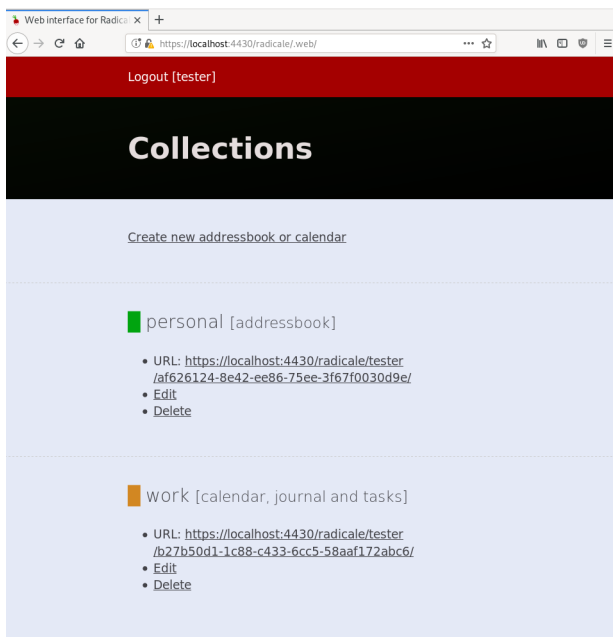 Web interface for Radica
https://localhost:4430/radicale/.web/
Logout [tester]
Collections
Create new addressbook or calendar
personal [addressbook]
URL: https://localhost:4430/radicale/tester
/af626124-8e42-ee86-75ee-3f67f0030d9e/
Edit
Delete
work [calendar, journal and tasks]
URL: https://localhost:4430/radicale/tester
/b27b50d1-1c88-c433-6cc5-58aaf172abc6/
Edit
Delete